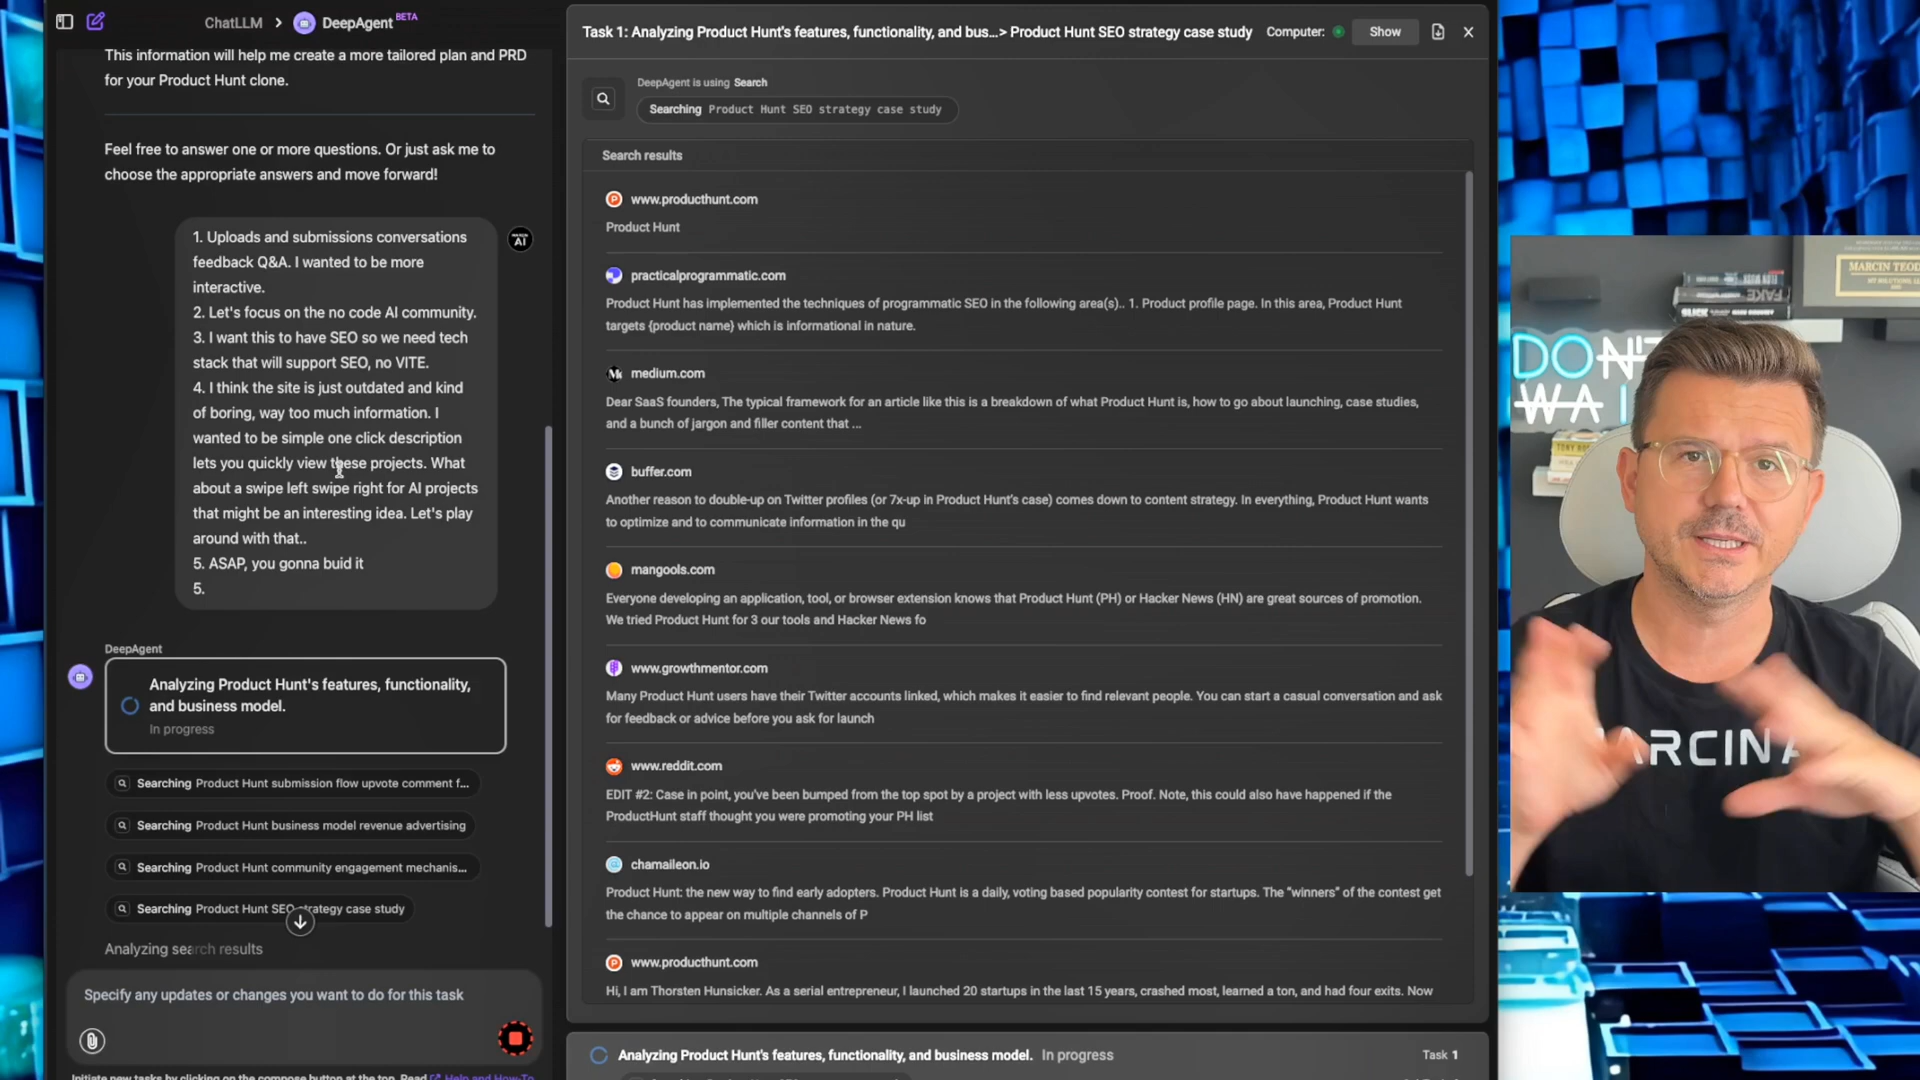 ChatLLM > DeepAgent BETA
This information will help me create a more tailored plan and PRD
for your Product Hunt clone.
Feel free to answer one or more questions. Or just ask me to
choose the appropriate answers and move forward!
1. Uploads and submissions conversations
feedback Q&A. I wanted to be more
interactive.
2. Let's focus on the no code AI community.
3. I want this to have SEO so we need tech
stack that will support SEO, no VITE.
4. I think the site is just outdated and kind
of boring, way too much information. I
wanted to be simple one click description
lets you quickly view these projects. What
about a swipe left swipe right for AI projects
that might be an interesting idea. Let's play
around with that..
5. ASAP, you gonna buid it
5.
AI
DeepAgent
Analyzing Product Hunt's features, functionality,
and business model.
In progress
Searching Product Hunt submission flow upvote comment f...
Searching Product Hunt business model revenue advertising
Searching Product Hunt community engagement mechanis...
Searching Product Hunt SEO strategy case study
Analyzing search results
Specify any updates or changes you want to do for this task
Initiate new tasks by clicking on the compose button at the top. Read Help and How-To
Task 1: Analyzing Product Hunt's features, functionality, and bus...> Product Hunt SEO strategy case study
Computer: Show
DeepAgent is using Search
Searching Product Hunt SEO strategy case study
Search results
www.producthunt.com
Product Hunt
practicalprogrammatic.com
Product Hunt has implemented the techniques of programmatic SEO in the following area(s).. 1. Product profile page. In this area, Product Hunt
targets {product name} which is informational in nature.
medium.com
Dear SaaS founders, The typical framework for an article like this is a breakdown of what Product Hunt is, how to go about launching, case studies,
and a bunch of jargon and filler content that ...
buffer.com
Another reason to double-up on Twitter profiles (or 7x-up in Product Hunt's case) comes down to content strategy. In everything, Product Hunt wants
to optimize and to communicate information in the qu
mangools.com
Everyone developing an application, tool, or browser extension knows that Product Hunt (PH) or Hacker News (HN) are great sources of promotion.
We tried Product Hunt for 3 our tools and Hacker News fo
www.growthmentor.com
Many Product Hunt users have their Twitter accounts linked, which makes it easier to find relevant people. You can start a casual conversation and ask
for feedback or advice before you ask for launch
www.reddit.com
EDIT #2: Case in point, you've been bumped from the top spot by a project with less upvotes. Proof. Note, this could also have happened if the
ProductHunt staff thought you were promoting your PH list
chamaileon.io
Product Hunt: the new way to find early adopters. Product Hunt is a daily, voting based popularity contest for startups. The "winners" of the contest get
the chance to appear on multiple channels of P
www.producthunt.com
Hi, I am Thorsten Hunsicker. As a serial entrepreneur, I launched 20 startups in the last 15 years, crashed most, learned a ton, and had four exits. Now
Analyzing Product Hunt's features, functionality, and business model. In progress
Task 1
MARCIN TEOD
FAKE
SLICK
DON'T
WAI
ARCIN A